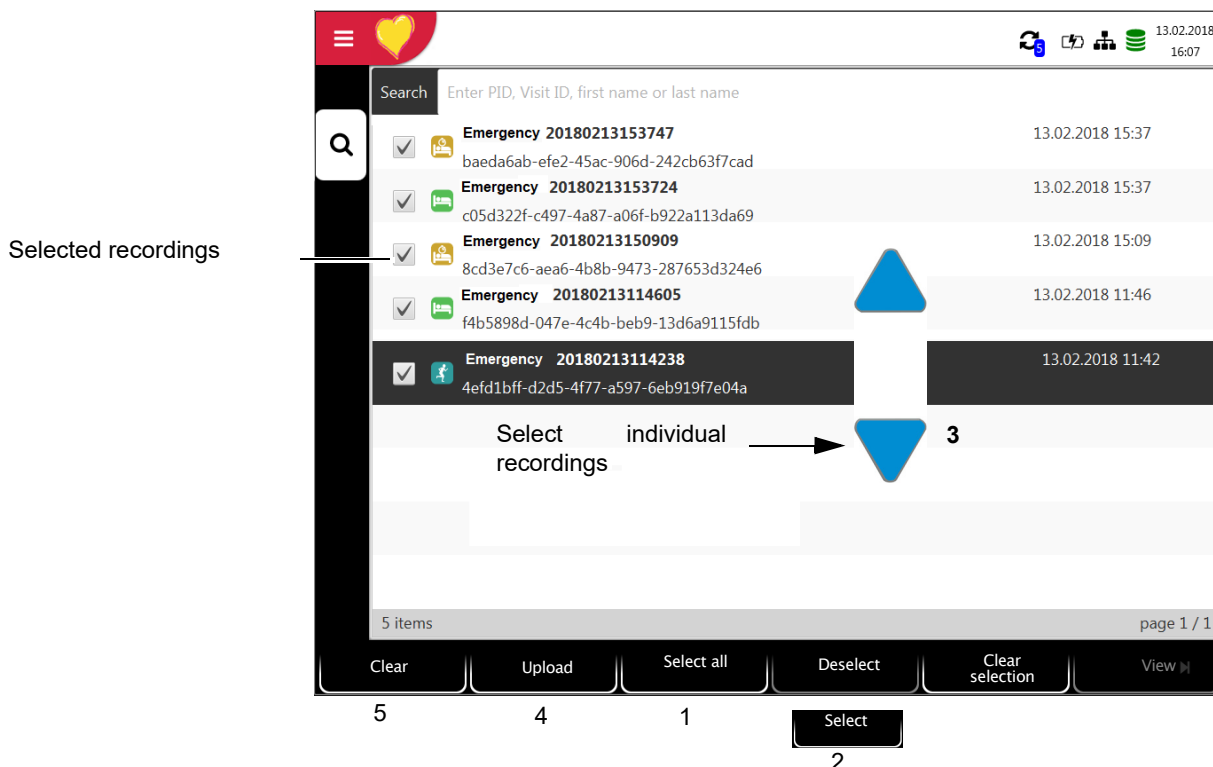 13.02.2018
16:07
5
Search Enter PID, Visit ID, first name or last name
Emergency 20180213153747 13.02.2018 15:37
baeda6ab-efe2-45ac-906d-242cb63f7cad
Emergency 20180213153724 13.02.2018 15:37
c05d322f-c497-4a87-a06f-b922a113da69
Selected recordings
Emergency 20180213150909 13.02.2018 15:09
8cd3e7c6-aea6-4b8b-9473-287653d324e6
Emergency 20180213114605 13.02.2018 11:46
f4b5898d-047e-4c4b-beb9-13d6a9115fdb
Emergency 20180213114238 13.02.2018 11:42
4efd1bff-d2d5-4f77-a597-6eb919f7e04a
Select individual
recordings
3
5 items page 1 / 1
Clear Upload Select all Deselect Clear
selection View
5 4 1 Select
2